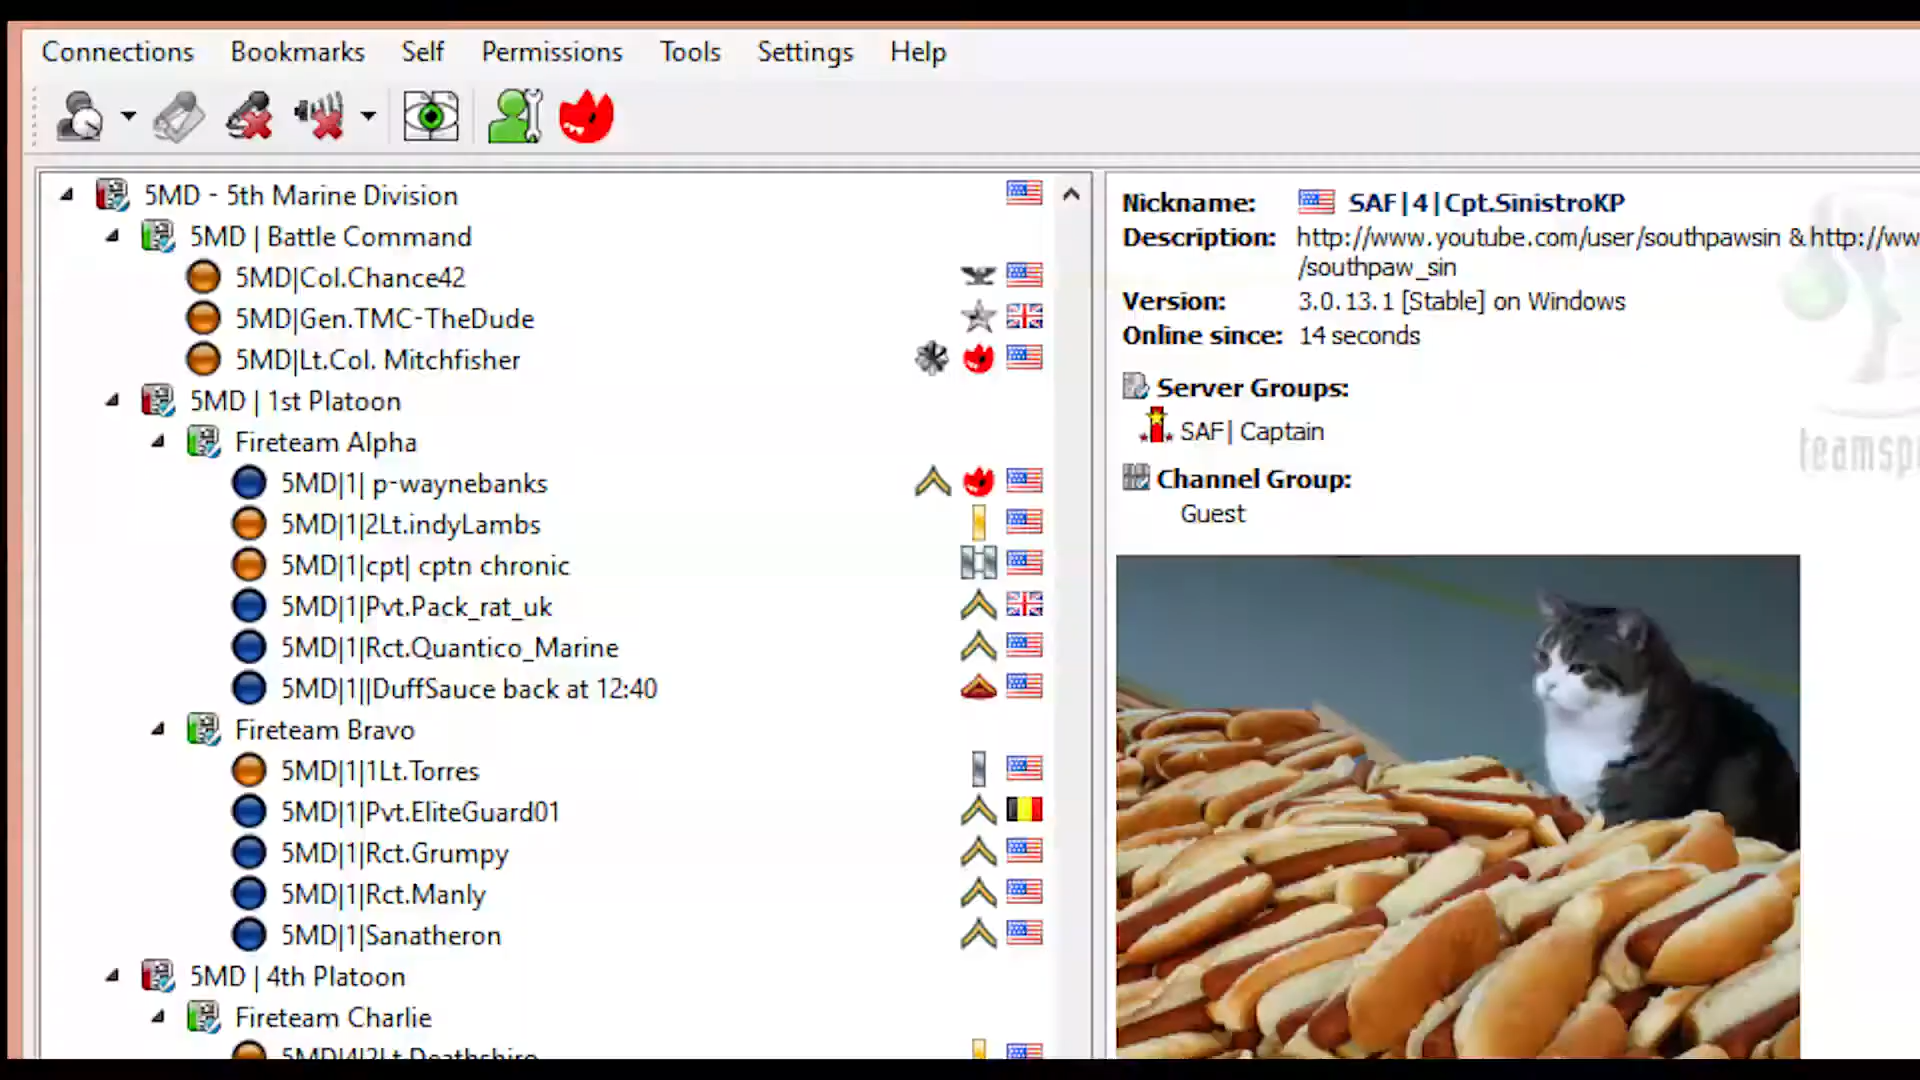 Connections Bookmarks Self Permissions Tools Settings Help
5MD - 5th Marine Division
5MD | Battle Command
5MD|Col.Chance42
5MD|Gen.TMC-TheDude
5MD|Lt.Col. Mitchfisher
5MD | 1st Platoon
Fireteam Alpha
5MD|1| p-waynebanks
5MD|1|2Lt.indyLambs
5MD|1|cpt| cptn chronic
5MD|1|Pvt.Pack_rat_uk
5MD|1|Rct.Quantico_Marine
5MD|1||DuffSauce back at 12:40
Fireteam Bravo
5MD|1|1Lt.Torres
5MD|1|Pvt.EliteGuard01
5MD|1|Rct.Grumpy
5MD|1|Rct.Manly
5MD|1|Sanatheron
5MD | 4th Platoon
Fireteam Charlie
Nickname: SAF|4|Cpt.SinistroKP
Description: http://www.youtube.com/user/southpawsin & http://ww
/southpaw_sin
Version: 3.0.13.1 [Stable] on Windows
Online since: 14 seconds
Server Groups:
SAF| Captain
Channel Group:
Guest
teamsp